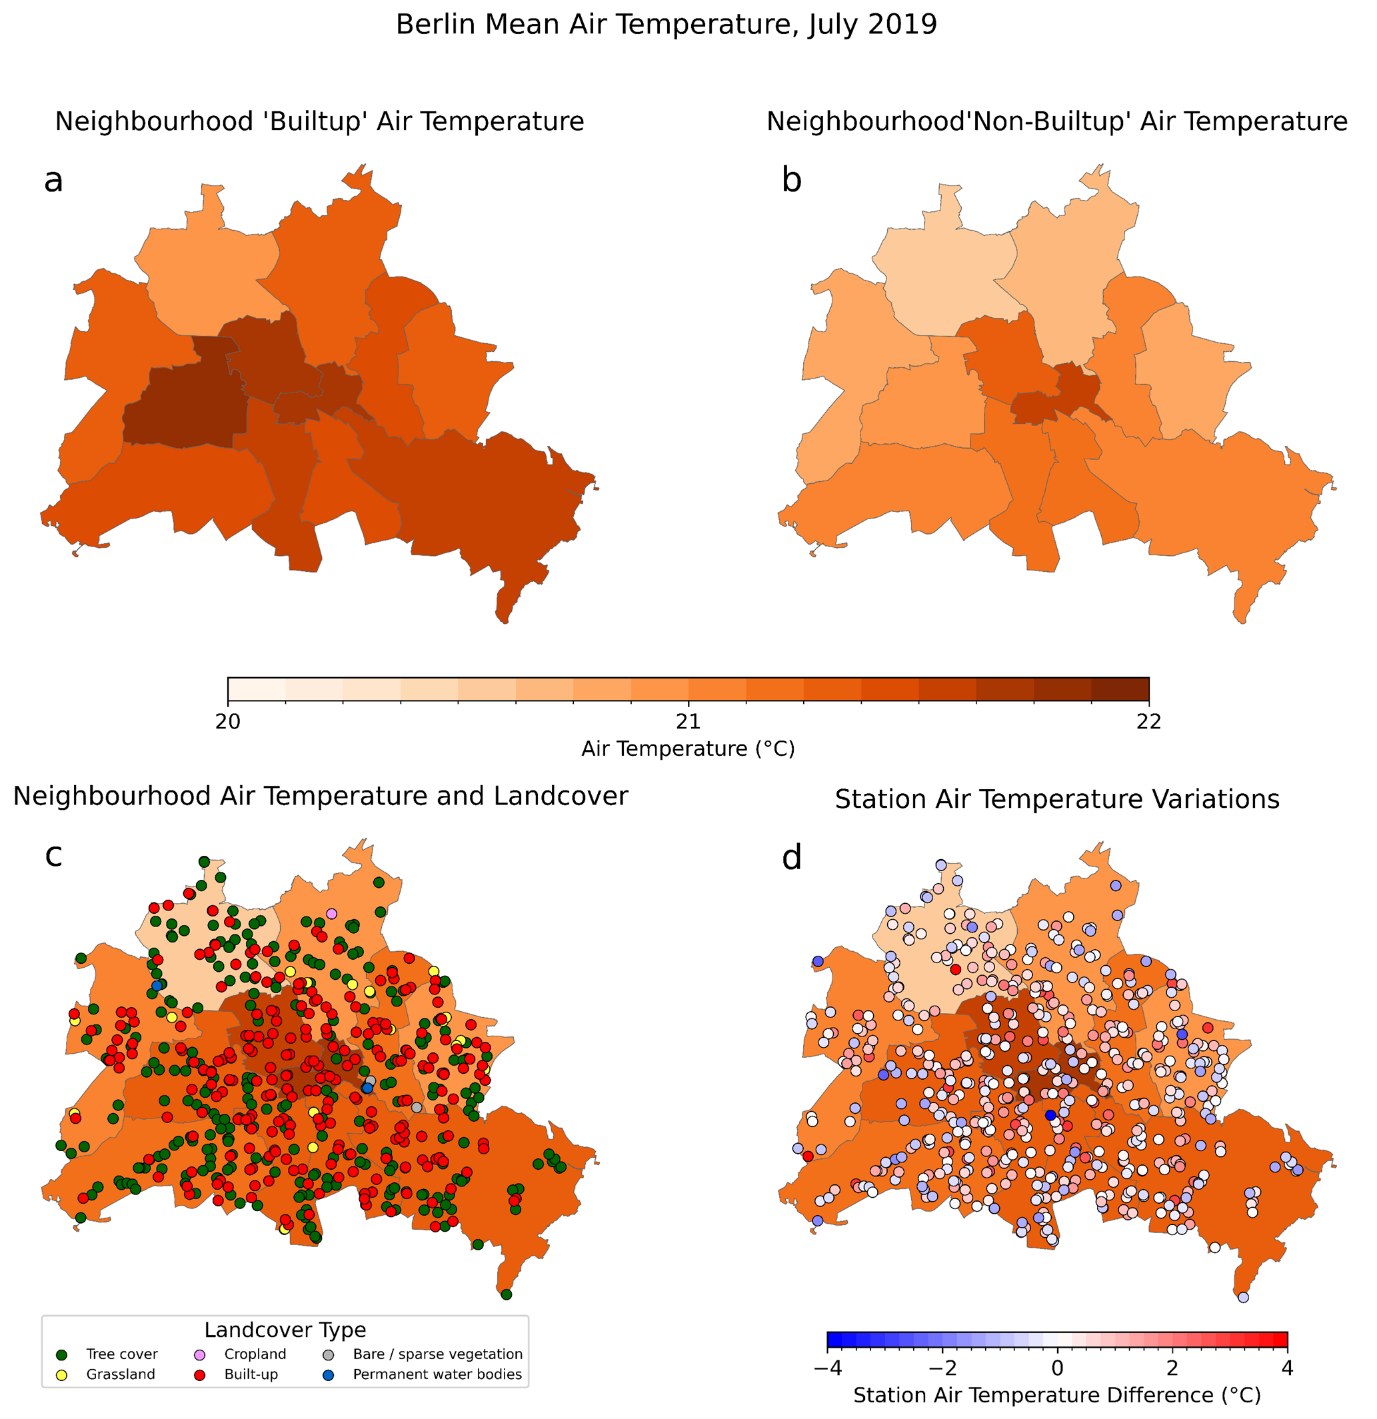 Berlin Mean Air Temperature, July 2019
Neighbourhood 'Builtup' Air Temperature
Neighbourhood'Non-Builtup' Air Temperature
a
b
20 21 22
Air Temperature (°C)
Neighbourhood Air Temperature and Landcover
Station Air Temperature Variations
c
d
Landcover Type
Tree cover Cropland Bare / sparse vegetation
Grassland Built-up Permanent water bodies
−4 −2 0 2 4
Station Air Temperature Difference (°C)